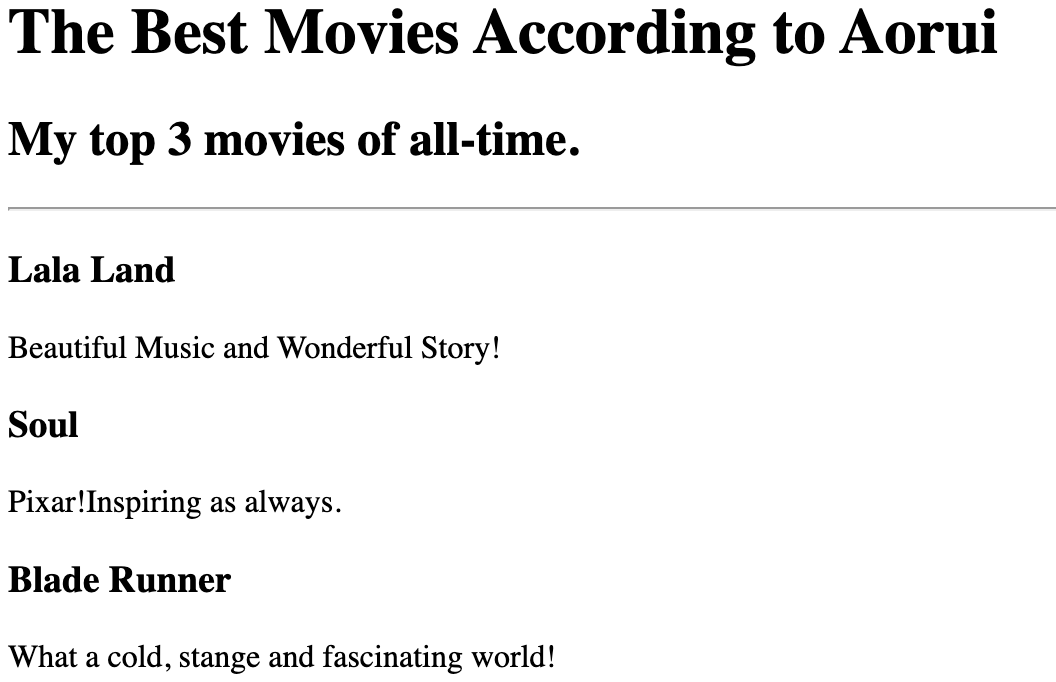 The Best Movies According to Aorui
My top 3 movies of all-time.
Lala Land
Beautiful Music and Wonderful Story!
Soul
Pixar!Inspiring as always.
Blade Runner
What a cold, stange and fascinating world!